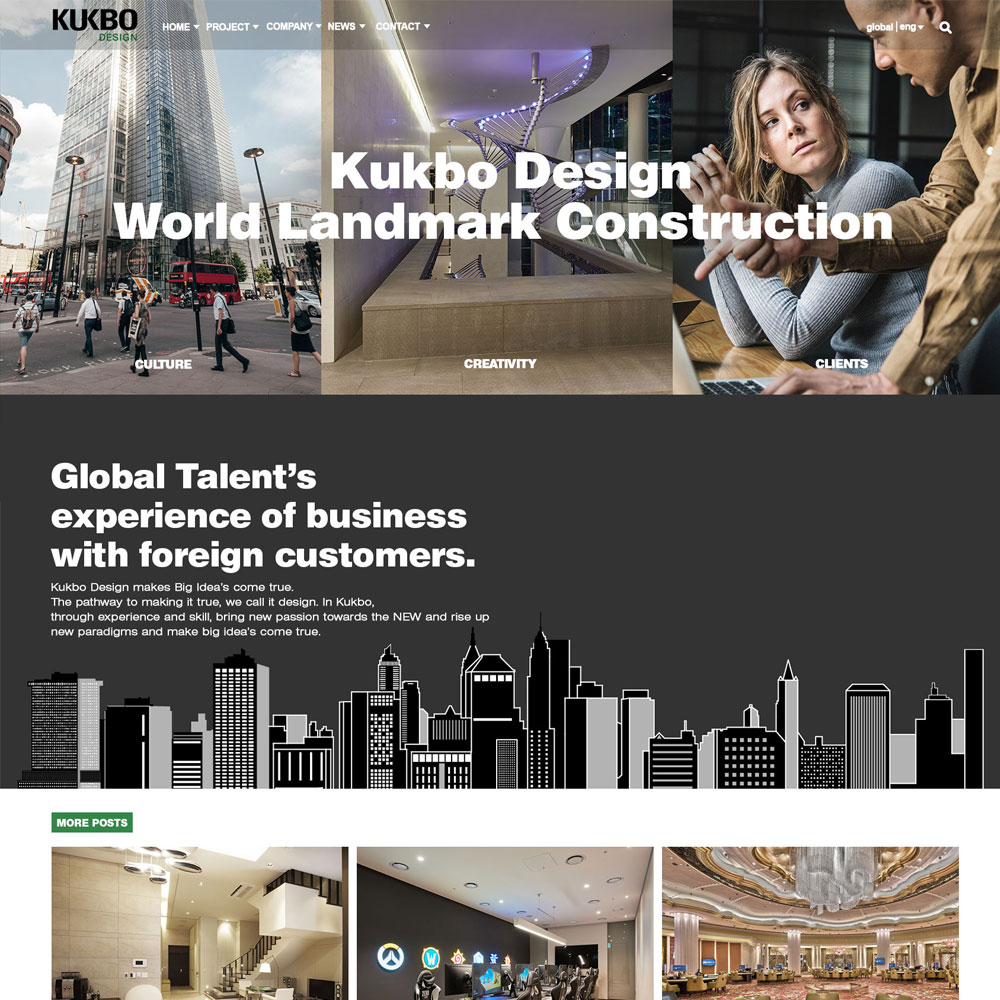 KUKBO
DESIGN
HOME PROJECT COMPANY NEWS CONTACT
global | eng
Kukbo Design
World Landmark Construction
CULTURE
CREATIVITY
CLIENTS
Global Talent’s
experience of business
with foreign customers.
Kukbo Design makes Big Idea’s come true.
The pathway to making it true, we call it design. In Kukbo,
through experience and skill, bring new passion towards the NEW and rise up
new paradigms and make big idea’s come true.
MORE POSTS